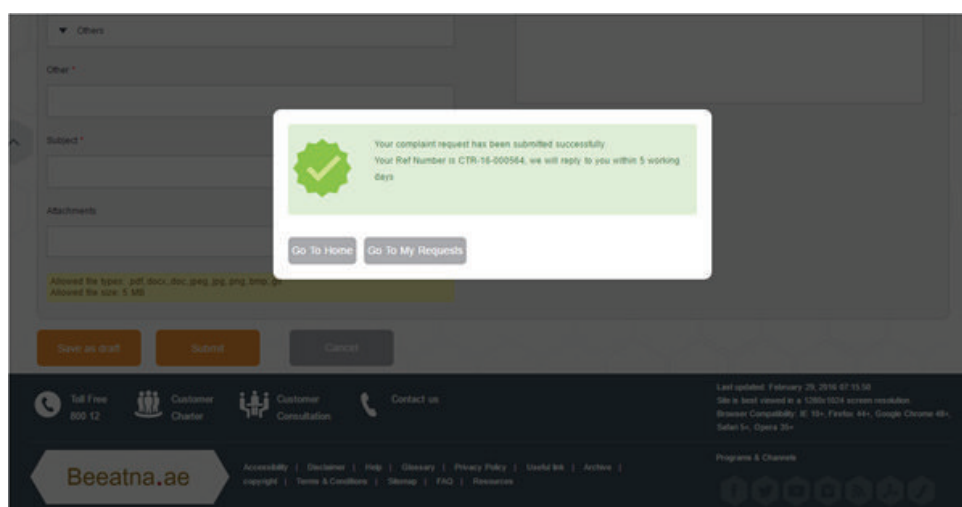 Others
Other *
Subject *
Attachments
Your complaint request has been submitted successfully.
Your Ref Number is CTR-16-000564, we will reply to you within 5 working
days
Go To Home
Go To My Requests
Allowed file types: .pdf,.docx,.doc,.jpeg,.jpg,.png,.bmp,.gif
Allowed file size: 5 MB
Save as draft
Submit
Cancel
Toll Free
800 12
Customer
Charter
Customer
Consultation
Contact us
Last updated: February 29, 2016 07:15:50
Site is best viewed in a 1280x1024 screen resolution
Browser Compatibility: IE 10+, Firefox 44+, Google Chrome 48+,
Safari 5+, Opera 35+
Beeatna.ae
Accessibility | Disclaimer | Help | Glossary | Privacy Policy | Useful link | Archive |
copyright | Terms & Conditions | Sitemap | FAQ | Resources
Programs & Channels